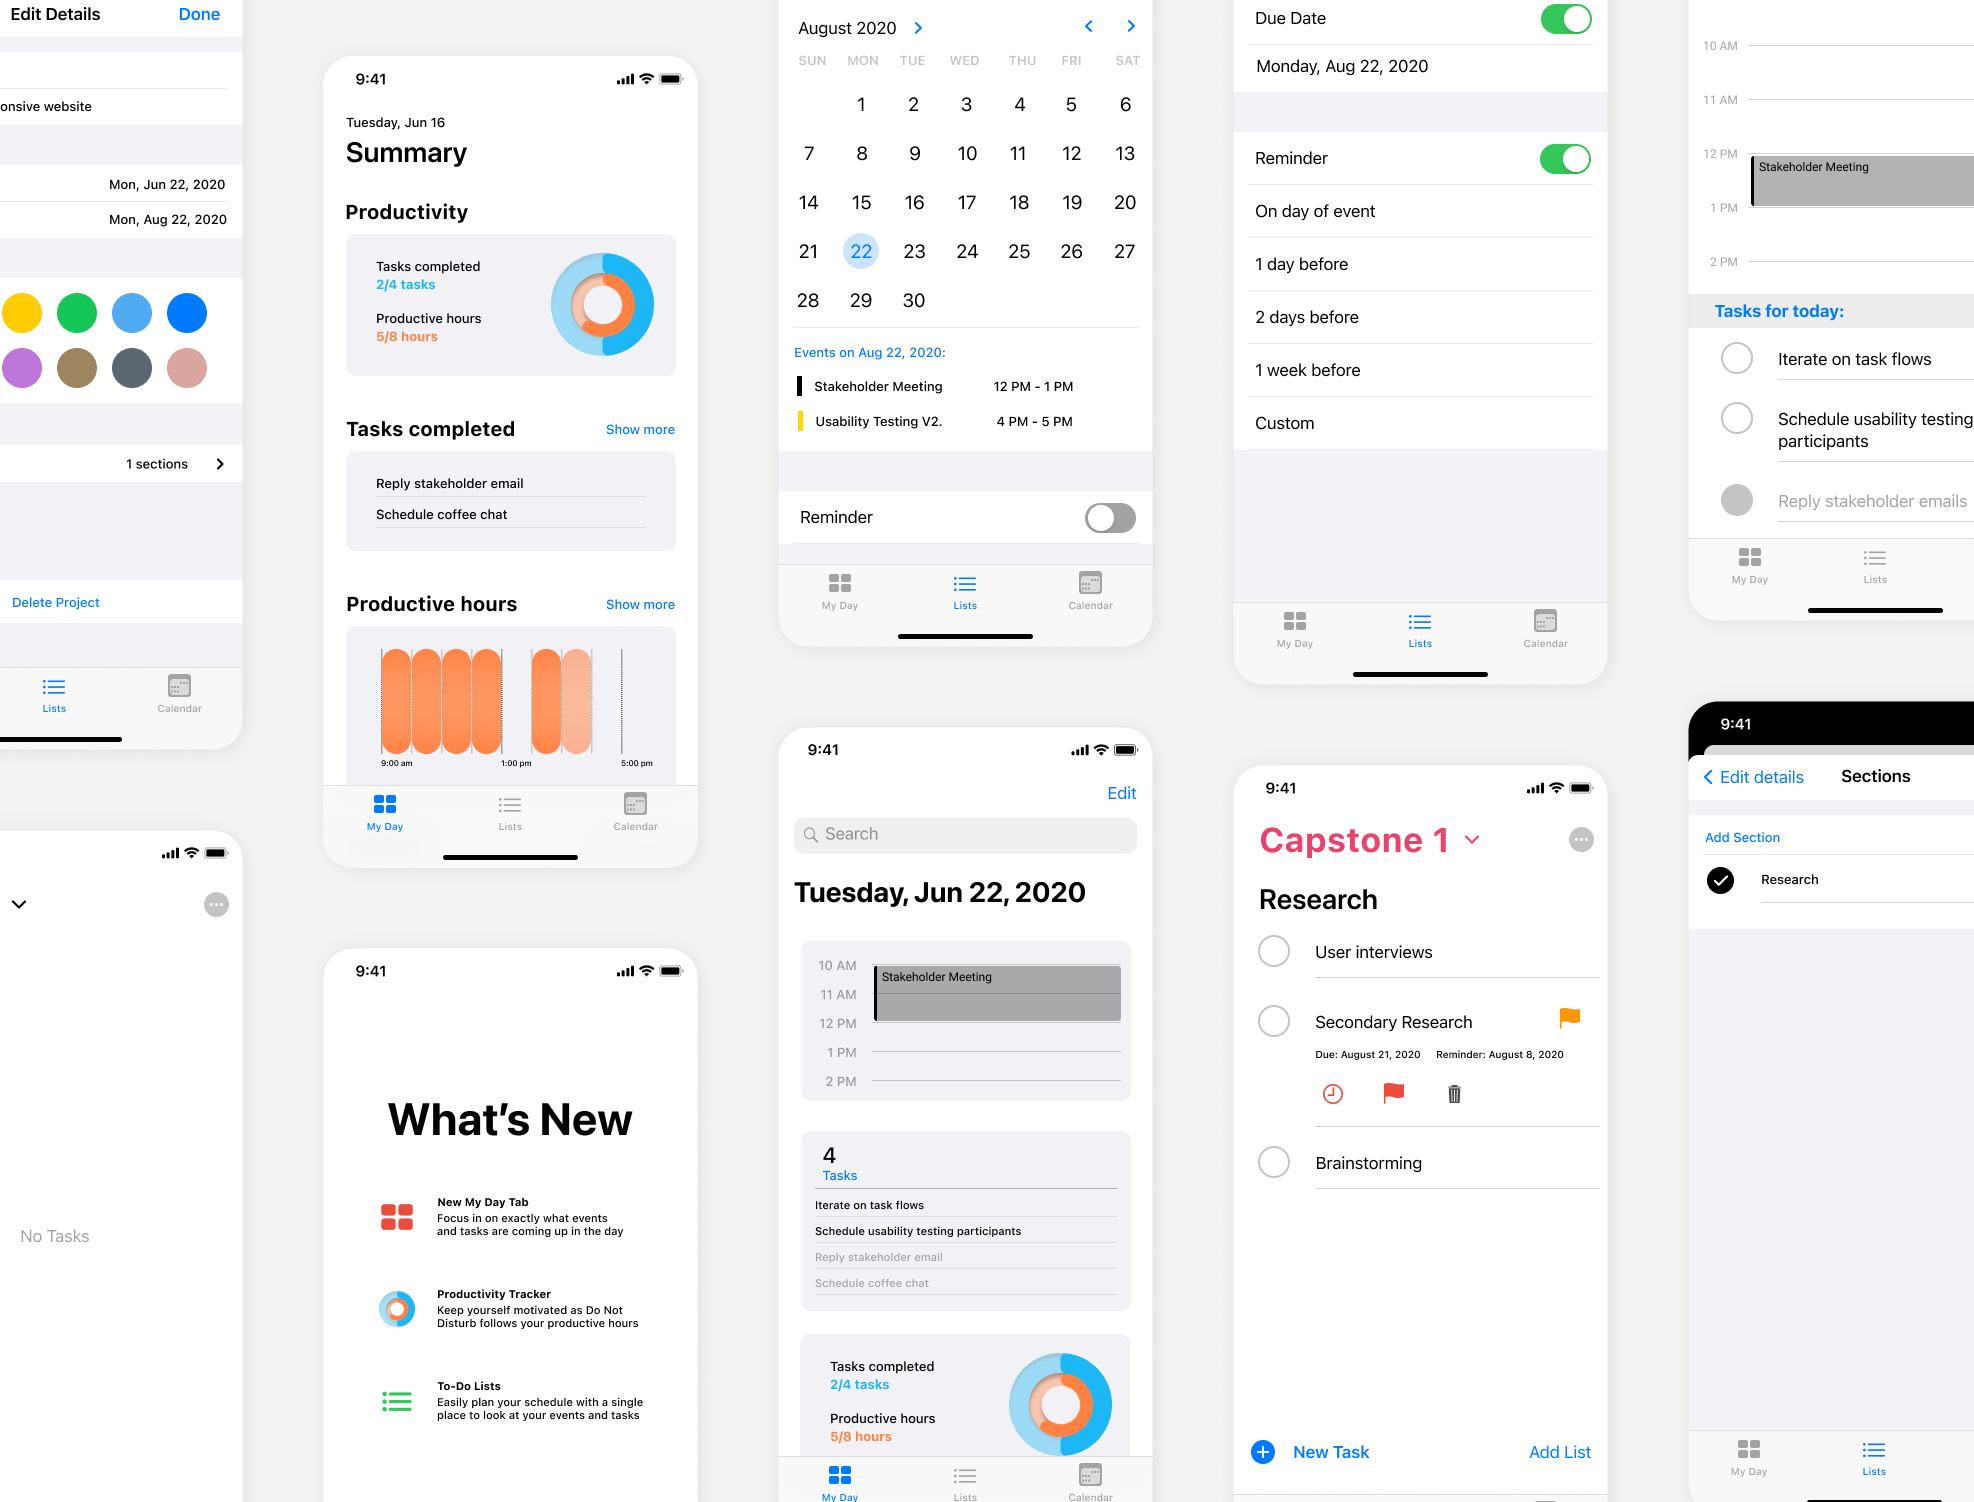 Edit Details
Done
onsive website
Mon, Jun 22, 2020
Mon, Aug 22, 2020
1 sections
Delete Project
Lists
Calendar
No Tasks
9:41
Tuesday, Jun 16
Summary
Productivity
Tasks completed
2/4 tasks
Productive hours
5/8 hours
Tasks completed
Show more
Reply stakeholder email
Schedule coffee chat
Productive hours
Show more
9:00 am
1:00 pm
5:00 pm
My Day
Lists
Calendar
9:41
What's New
New My Day Tab
Focus in on exactly what events
and tasks are coming up in the day
Productivity Tracker
Keep yourself motivated as Do Not
Disturb follows your productive hours
To-Do Lists
Easily plan your schedule with a single
place to look at your events and tasks
August 2020
SUN MON TUE WED THU FRI SAT
1 2 3 4 5 6
7 8 9 10 11 12 13
14 15 16 17 18 19 20
21 22 23 24 25 26 27
28 29 30
Events on Aug 22, 2020:
Stakeholder Meeting 12 PM - 1 PM
Usability Testing V2. 4 PM - 5 PM
Reminder
My Day
Lists
Calendar
9:41
Edit
Search
Tuesday, Jun 22, 2020
10 AM
Stakeholder Meeting
11 AM
12 PM
1 PM
2 PM
4
Tasks
Iterate on task flows
Schedule usability testing participants
Reply stakeholder email
Schedule coffee chat
Tasks completed
2/4 tasks
Productive hours
5/8 hours
My Day
Lists
Calendar
Due Date
Monday, Aug 22, 2020
Reminder
On day of event
1 day before
2 days before
1 week before
Custom
My Day
Lists
Calendar
9:41
Capstone 1
Research
User interviews
Secondary Research
Due: August 21, 2020 Reminder: August 8, 2020
Brainstorming
New Task
Add List
10 AM
11 AM
12 PM
Stakeholder Meeting
1 PM
2 PM
Tasks for today:
Iterate on task flows
Schedule usability testing
participants
Reply stakeholder emails
My Day
Lists
9:41
Edit details
Sections
Add Section
Research
My Day
Lists